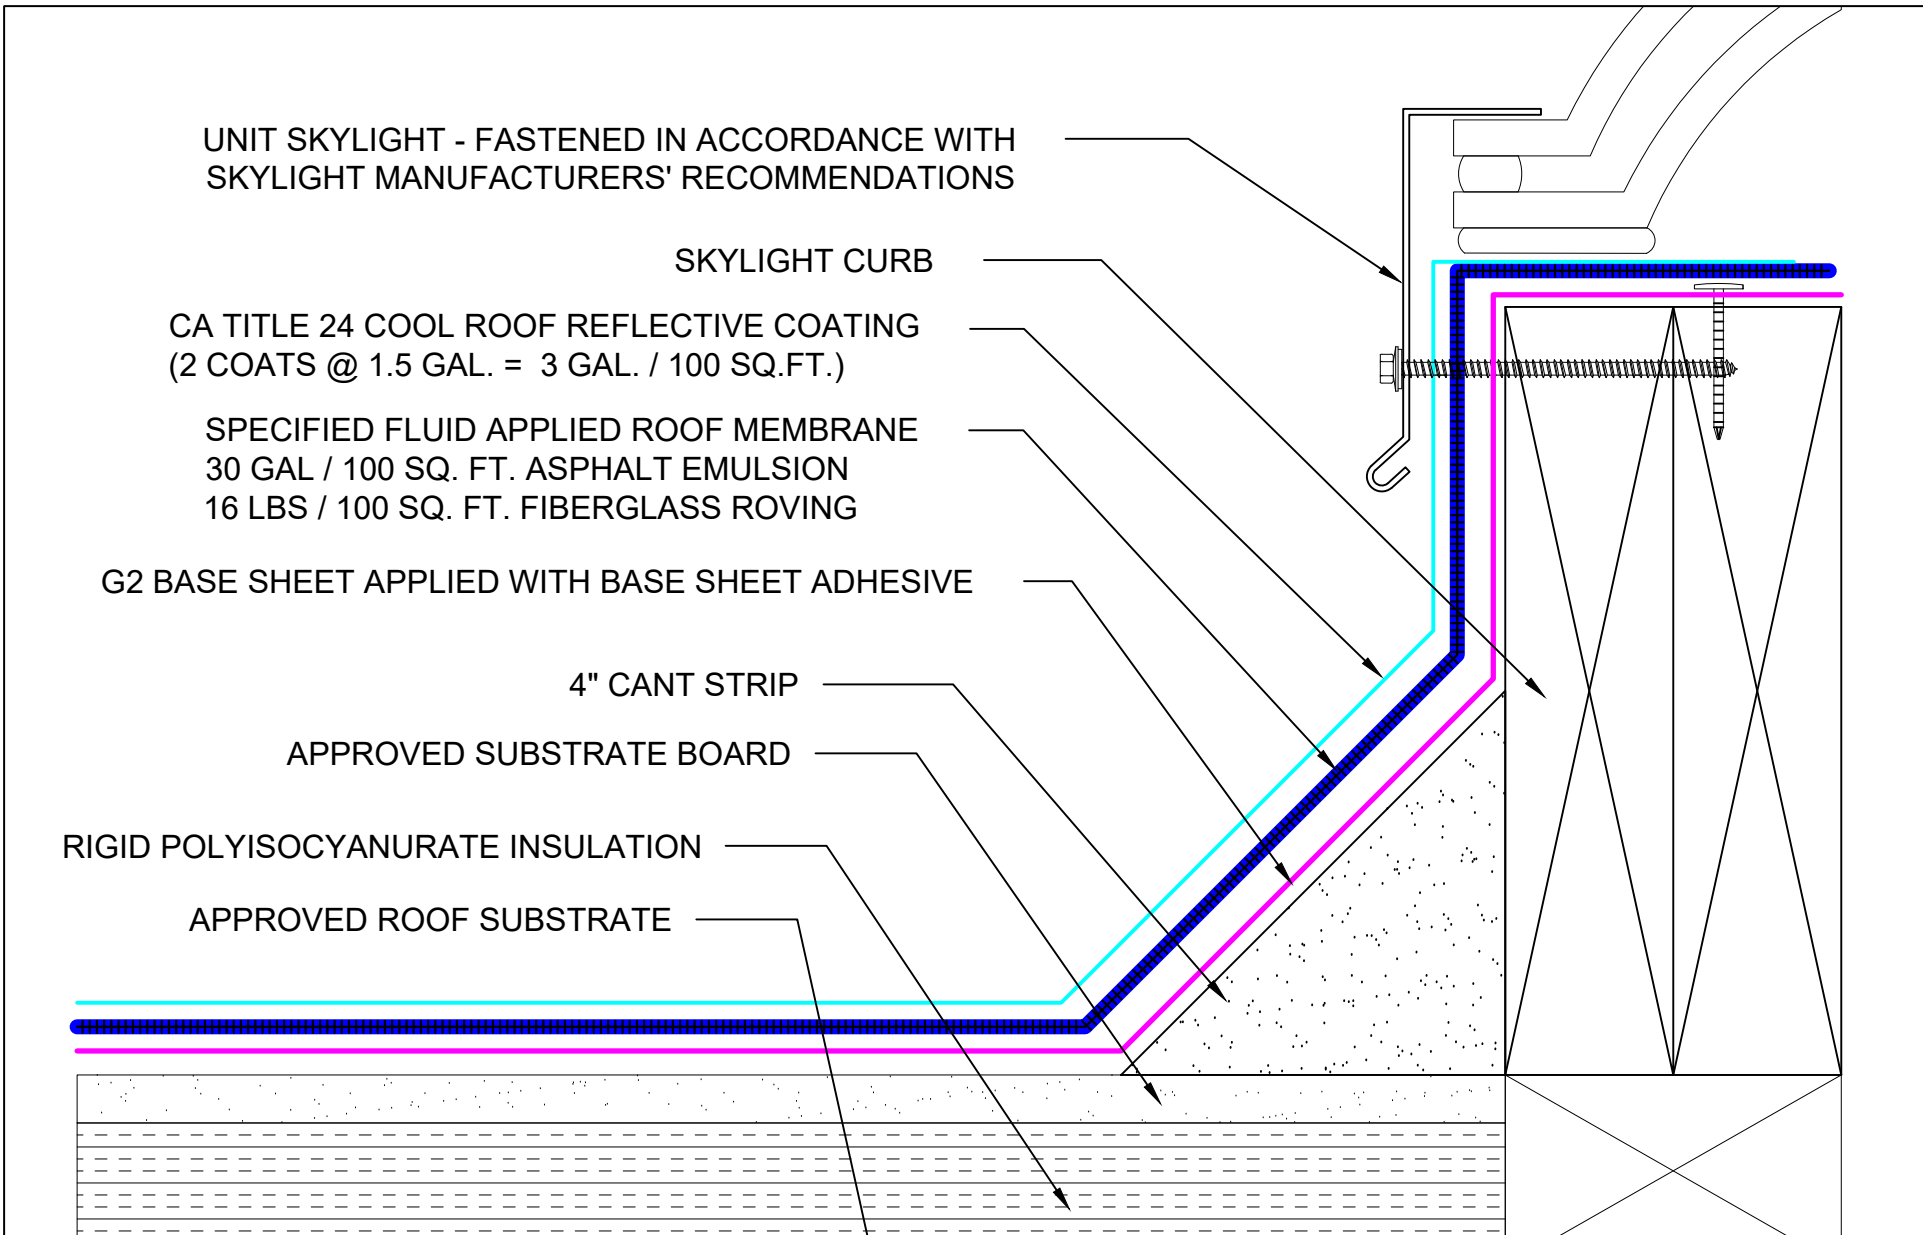 UNIT SKYLIGHT - FASTENED IN ACCORDANCE WITH
SKYLIGHT MANUFACTURERS' RECOMMENDATIONS
SKYLIGHT CURB
CA TITLE 24 COOL ROOF REFLECTIVE COATING
(2 COATS @ 1.5 GAL. = 3 GAL. / 100 SQ.FT.)
SPECIFIED FLUID APPLIED ROOF MEMBRANE
30 GAL / 100 SQ. FT. ASPHALT EMULSION
16 LBS / 100 SQ. FT. FIBERGLASS ROVING
G2 BASE SHEET APPLIED WITH BASE SHEET ADHESIVE
4" CANT STRIP
APPROVED SUBSTRATE BOARD
RIGID POLYISOCYANURATE INSULATION
APPROVED ROOF SUBSTRATE